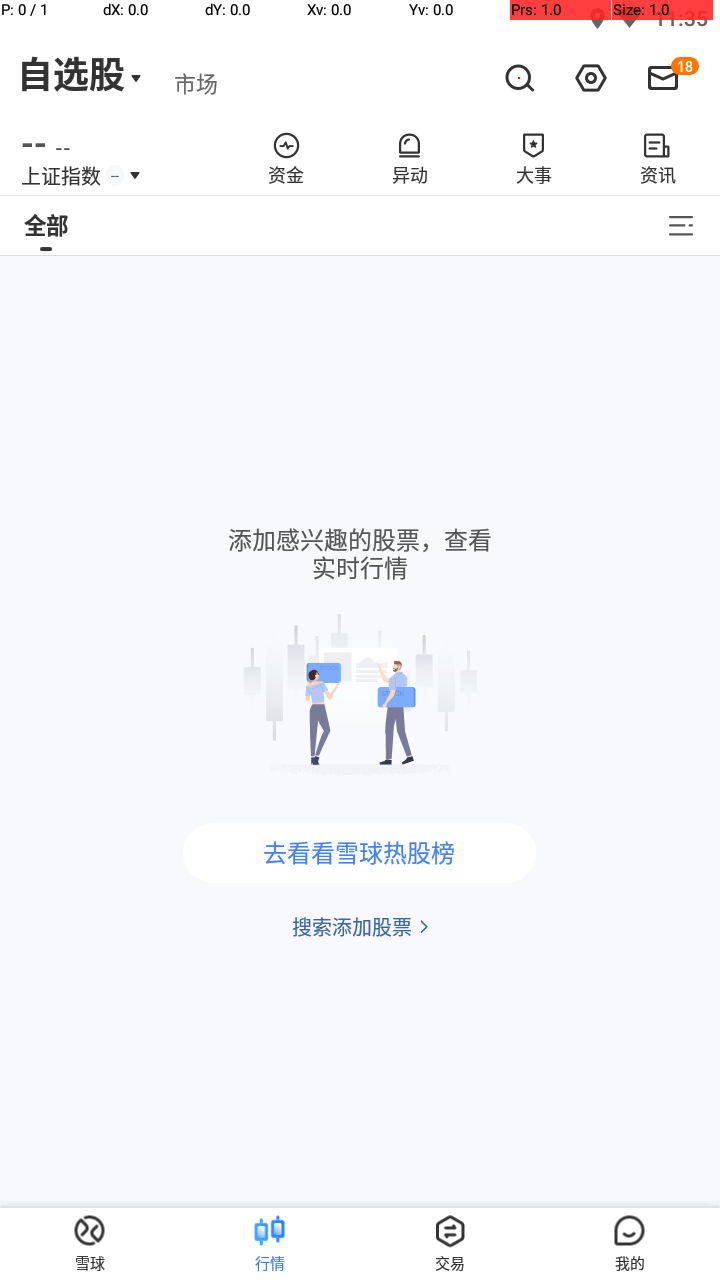 P: 0 / 1 dX: 0.0 dY: 0.0 Xv: 0.0 Yv: 0.0 Prs: 1.0 Size: 1.0
11:35
自选股 市场
18
-- --
上证指数 --
资金 异动 大事 资讯
全部
添加感兴趣的股票，查看
实时行情
去看看雪球热股榜
搜索添加股票
雪球 行情 交易 我的